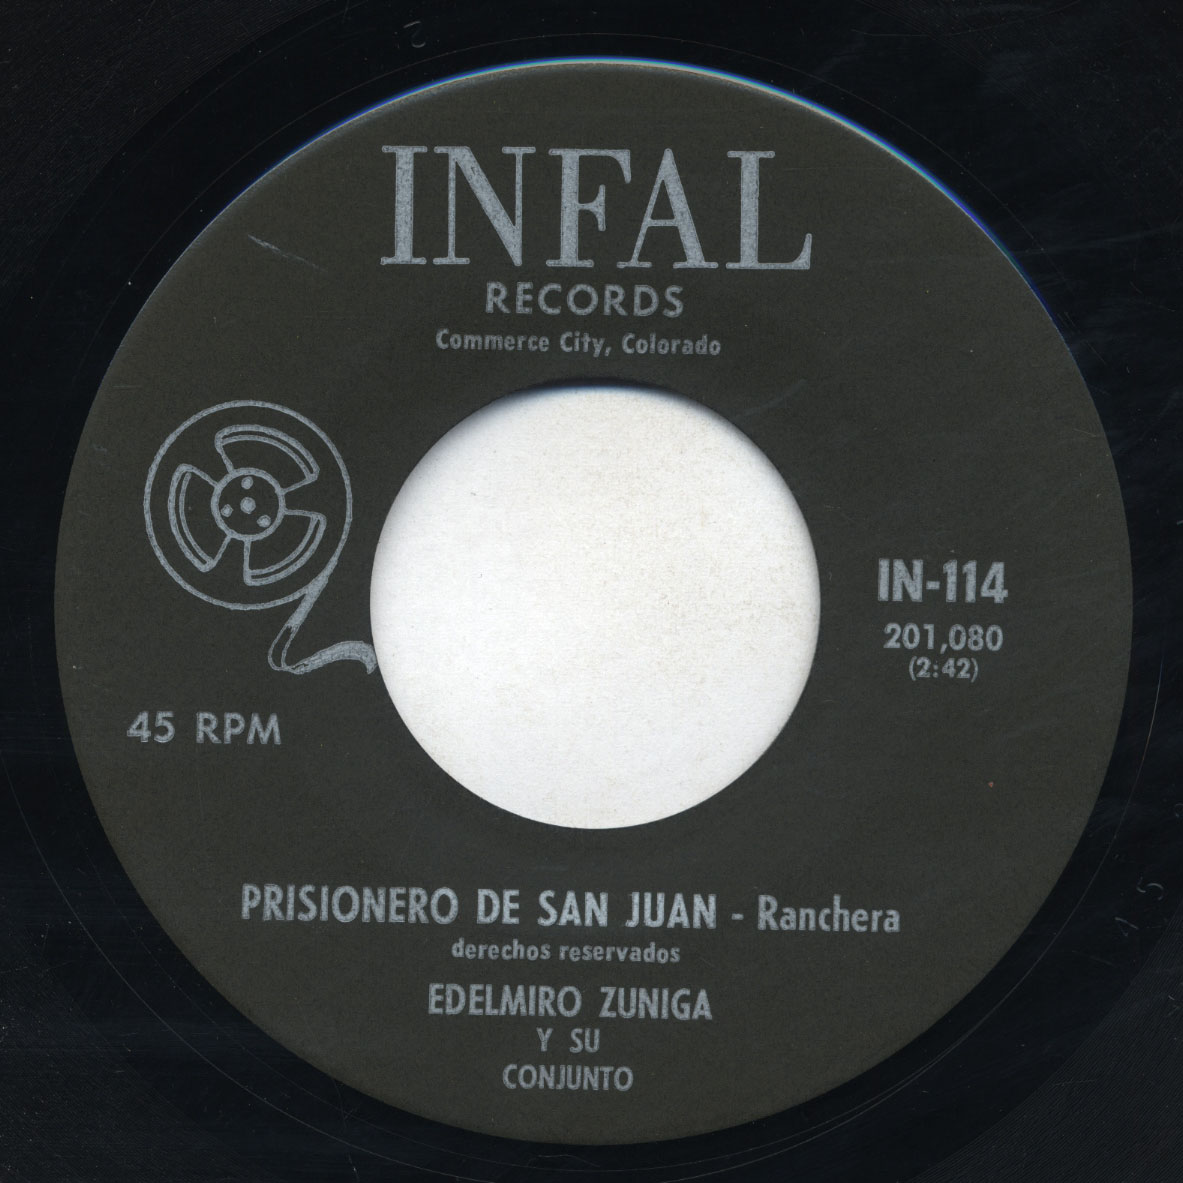 INFAL
RECORDS
Commerce City, Colorado
IN-114
201,080
(2:42)
45 RPM
PRISIONERO DE SAN JUAN - Ranchera
derechos reservados
EDELMIRO ZUNIGA
Y SU
CONJUNTO